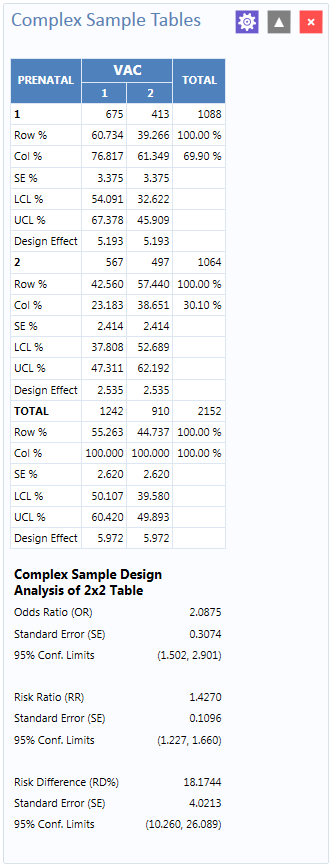 Complex Sample Tables
PRENATAL VAC TOTAL
1 2
1 675 413 1088
Row % 60.734 39.266 100.00 %
Col % 76.817 61.349 69.90 %
SE % 3.375 3.375
LCL % 54.091 32.622
UCL % 67.378 45.909
Design Effect 5.193 5.193
2 567 497 1064
Row % 42.560 57.440 100.00 %
Col % 23.183 38.651 30.10 %
SE % 2.414 2.414
LCL % 37.808 52.689
UCL % 47.311 62.192
Design Effect 2.535 2.535
TOTAL 1242 910 2152
Row % 55.263 44.737 100.00 %
Col % 100.000 100.000 100.00 %
SE % 2.620 2.620
LCL % 50.107 39.580
UCL % 60.420 49.893
Design Effect 5.972 5.972
Complex Sample Design
Analysis of 2x2 Table
Odds Ratio (OR) 2.0875
Standard Error (SE) 0.3074
95% Conf. Limits (1.502, 2.901)
Risk Ratio (RR) 1.4270
Standard Error (SE) 0.1096
95% Conf. Limits (1.227, 1.660)
Risk Difference (RD%) 18.1744
Standard Error (SE) 4.0213
95% Conf. Limits (10.260, 26.089)